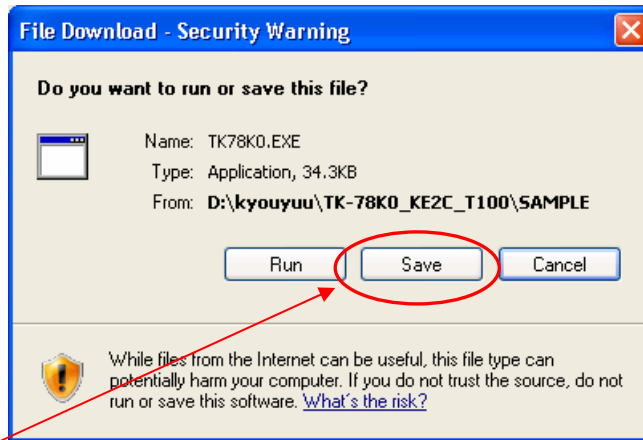 File Download - Security Warning
Do you want to run or save this file?
Name: TK78K0.EXE
Type: Application, 34.3KB
From: D:\kyouyuu\TK-78K0_KE2C_T100\SAMPLE
Run Save Cancel
While files from the Internet can be useful, this file type can
potentially harm your computer. If you do not trust the source, do not
run or save this software. What's the risk?